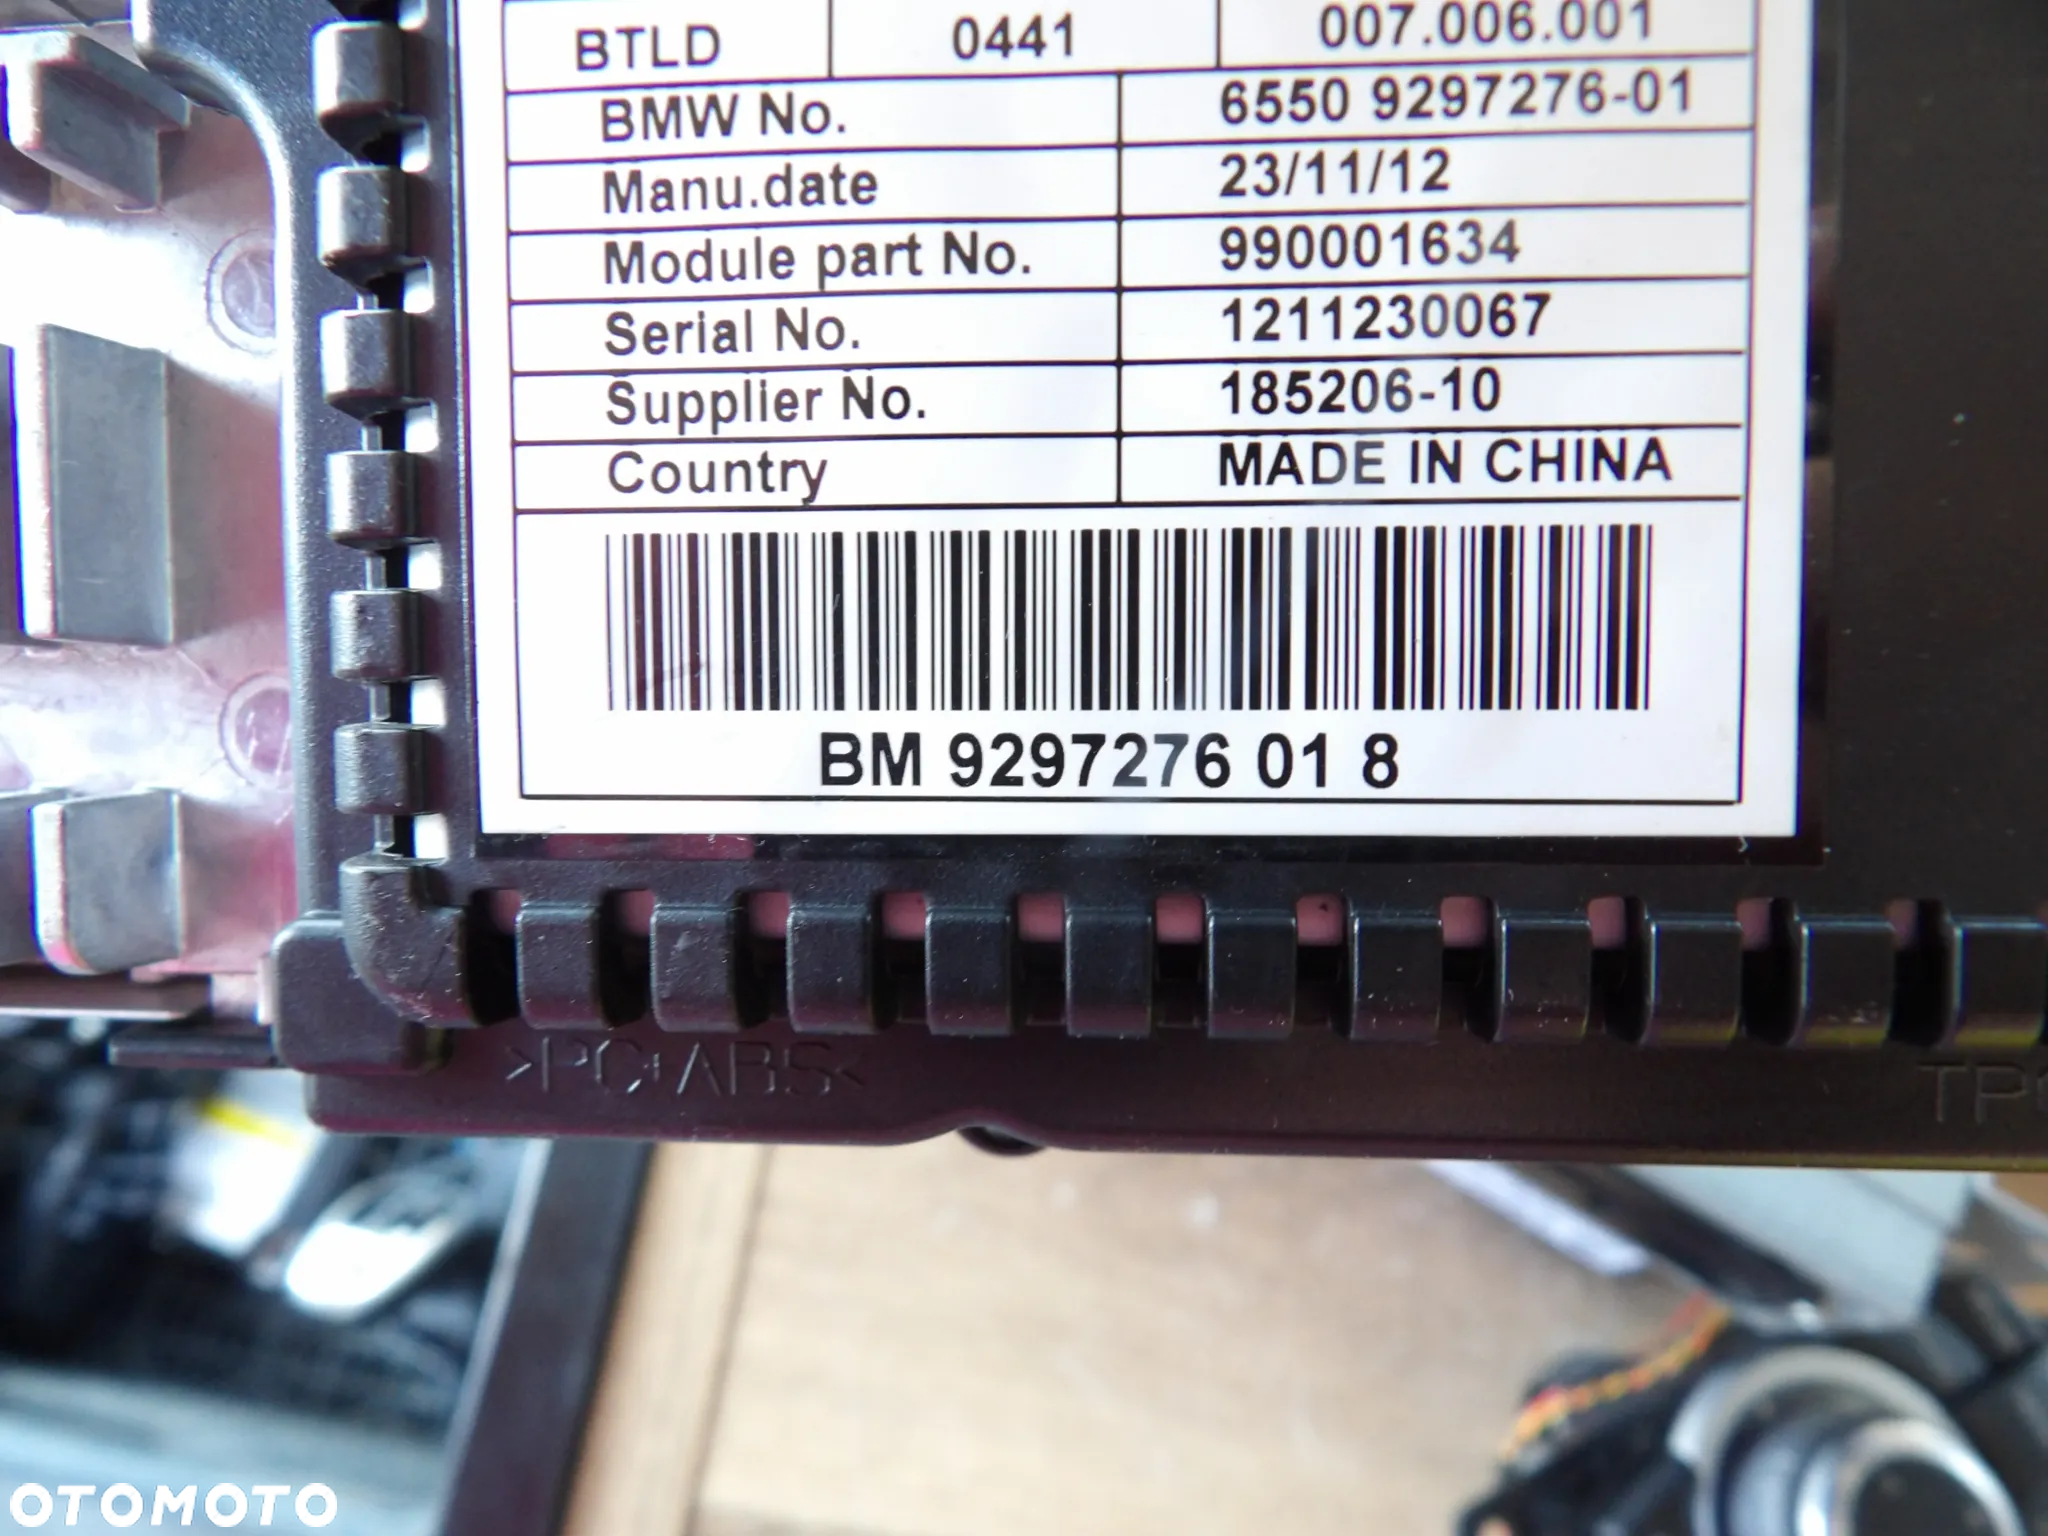 BTLD 0441 007.006.001
BMW No. 6550 9297276-01
Manu.date 23/11/12
Module part No. 990001634
Serial No. 1211230067
Supplier No. 185206-10
Country MADE IN CHINA
BM 9297276 01 8
>PC+ABS<
OTOMOTO